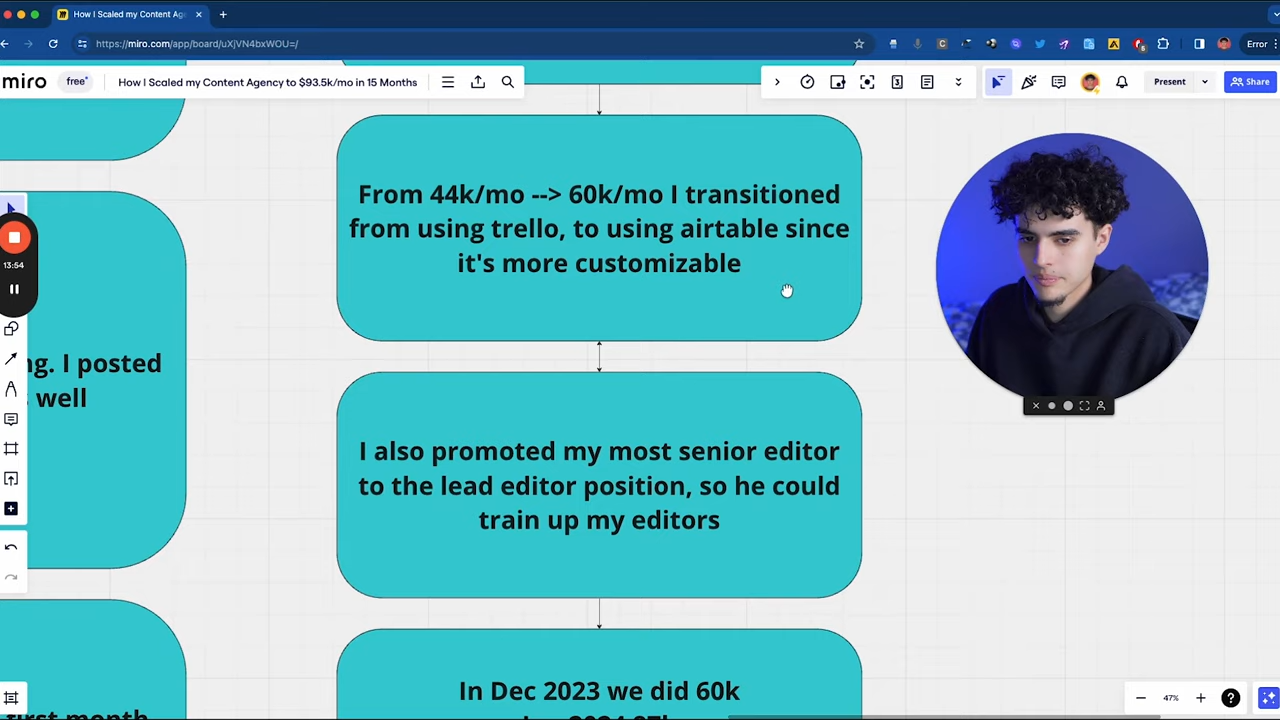 How I Scaled my Content Age
https://miro.com/app/board/uXjVN4bxWOU=/
Error
miro
free
How I Scaled my Content Agency to $93.5k/mo in 15 Months
Present
Share
From 44k/mo --> 60k/mo I transitioned
from using trello, to using airtable since
it's more customizable
13:54
ng. I posted
well
I also promoted my most senior editor
to the lead editor position, so he could
train up my editors
In Dec 2023 we did 60k
first month
47%